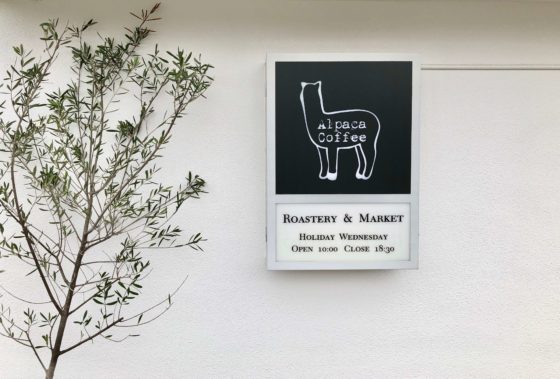 Alpaca
Coffee
ROASTERY & MARKET
HOLIDAY WEDNESDAY
OPEN 10:00 CLOSE 18:30